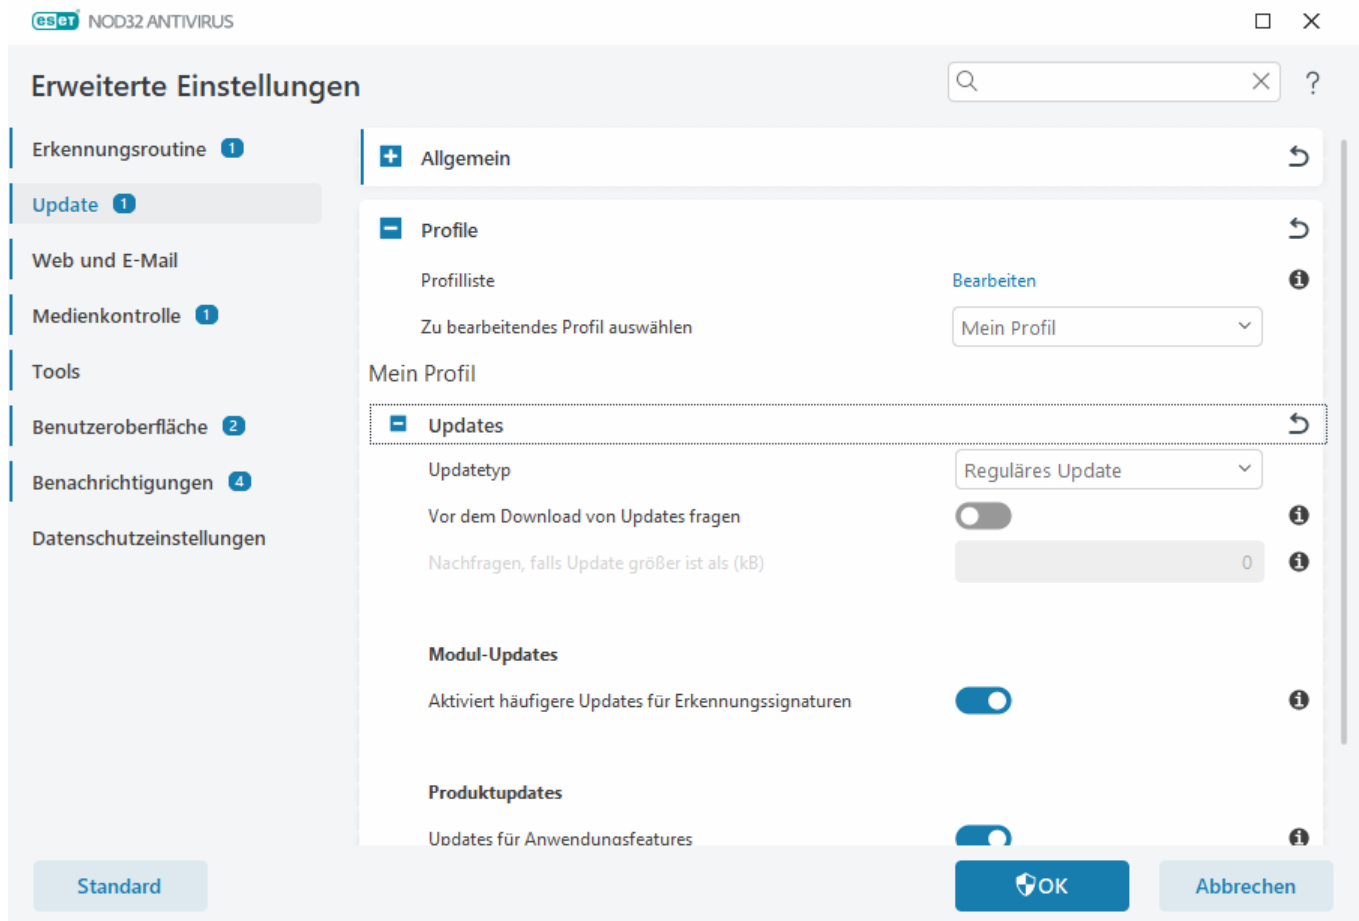 eset NOD32 ANTIVIRUS
Erweiterte Einstellungen
?
Erkennungsroutine 1
Update 1
Web und E-Mail
Medienkontrolle 1
Tools
Benutzeroberfläche 2
Benachrichtigungen 4
Datenschutzeinstellungen
Allgemein
Profile
Profilliste Bearbeiten
Zu bearbeitendes Profil auswählen Mein Profil
Mein Profil
Updates
Updatetyp Reguläres Update
Vor dem Download von Updates fragen
Nachfragen, falls Update größer ist als (kB) 0
Modul-Updates
Aktiviert häufigere Updates für Erkennungssignaturen
Produktupdates
Updates für Anwendungsfeatures
Standard
OK
Abbrechen